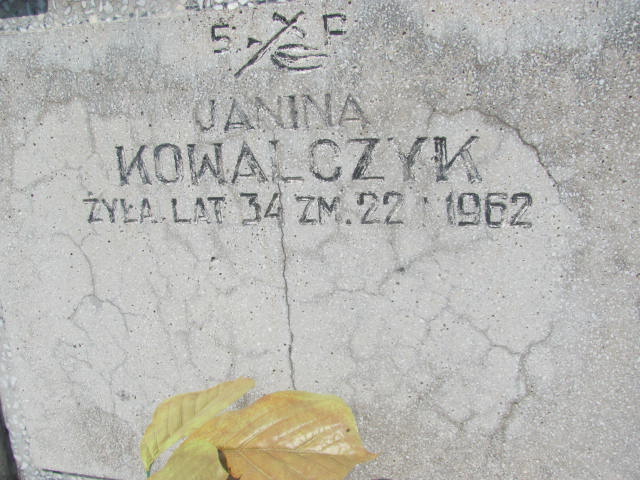 Ś P
JANINA
KOWALCZYK
ŻYŁA LAT 34 ZM. 22 I 1962